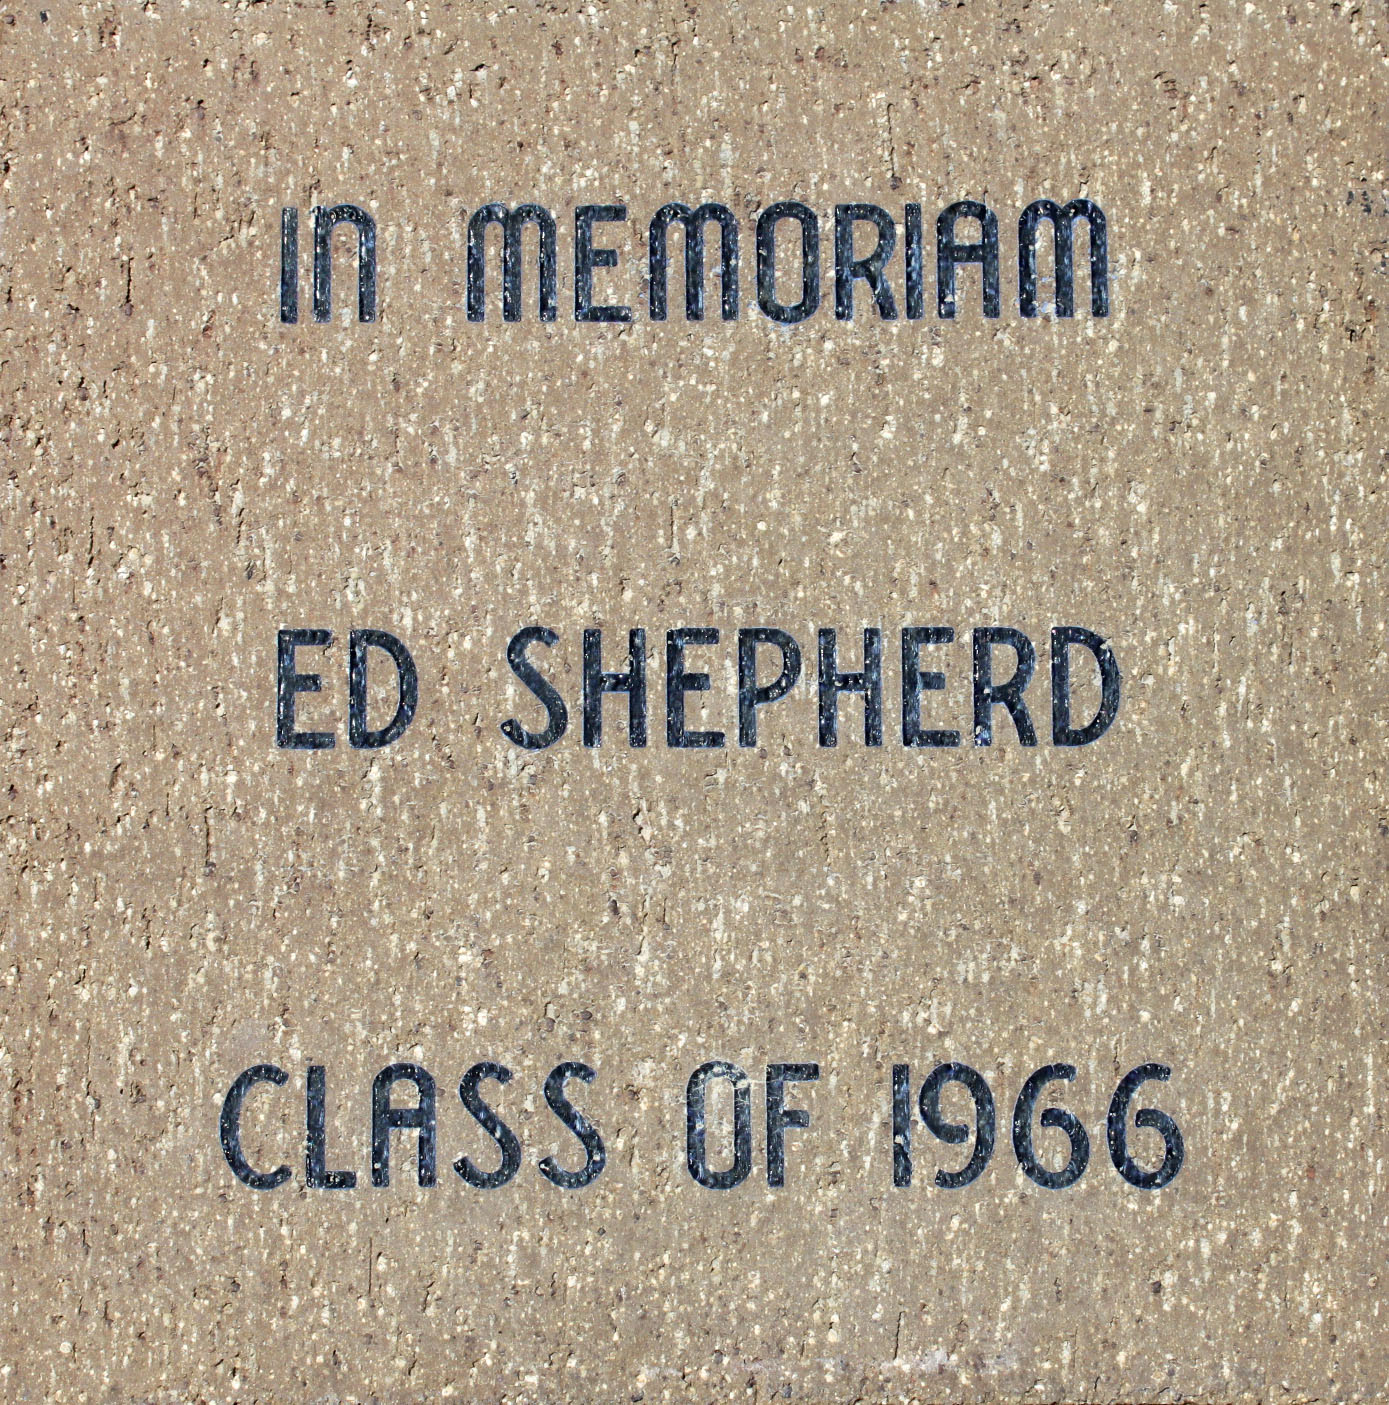 IN MEMORIAM
ED SHEPHERD
CLASS OF 1966